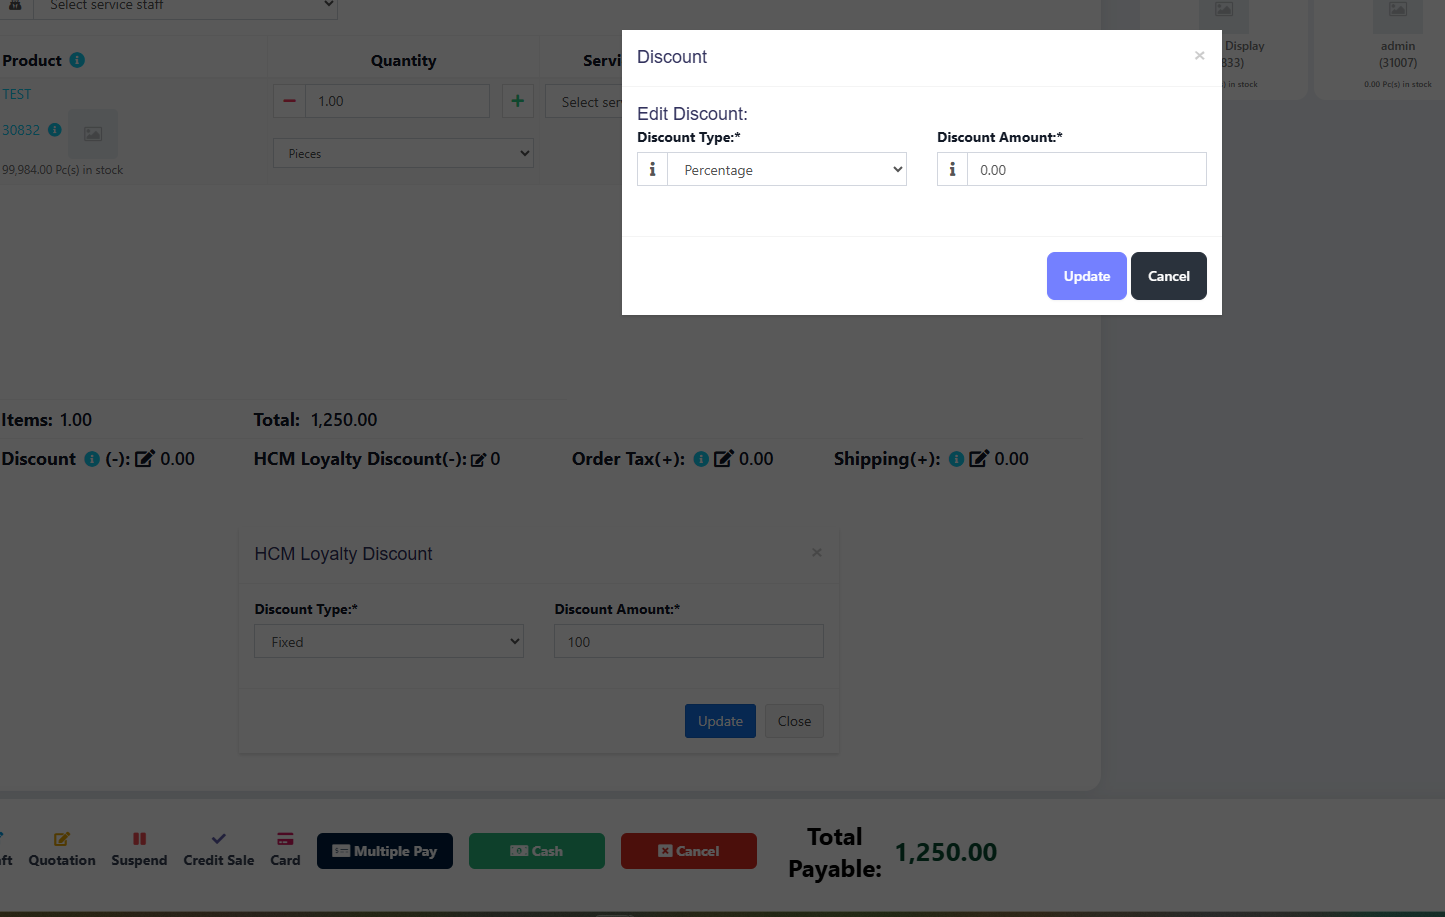 Select service staff
Product
Quantity
Servi
TEST
1.00
Select ser
30832
Pieces
99,984.00 Pc(s) in stock
Discount
×
Edit Discount:
Discount Type:*
Discount Amount:*
Percentage
0.00
Update
Cancel
Display
admin
833)
(31007)
) in stock
0.00 Pc(s) in stock
Items: 1.00
Total: 1,250.00
Discount (-): 0.00
HCM Loyalty Discount(-): 0
Order Tax(+): 0.00
Shipping(+): 0.00
HCM Loyalty Discount
×
Discount Type:*
Discount Amount:*
Fixed
100
Update
Close
ft
Quotation
Suspend
Credit Sale
Card
Multiple Pay
Cash
Cancel
Total
Payable:
1,250.00